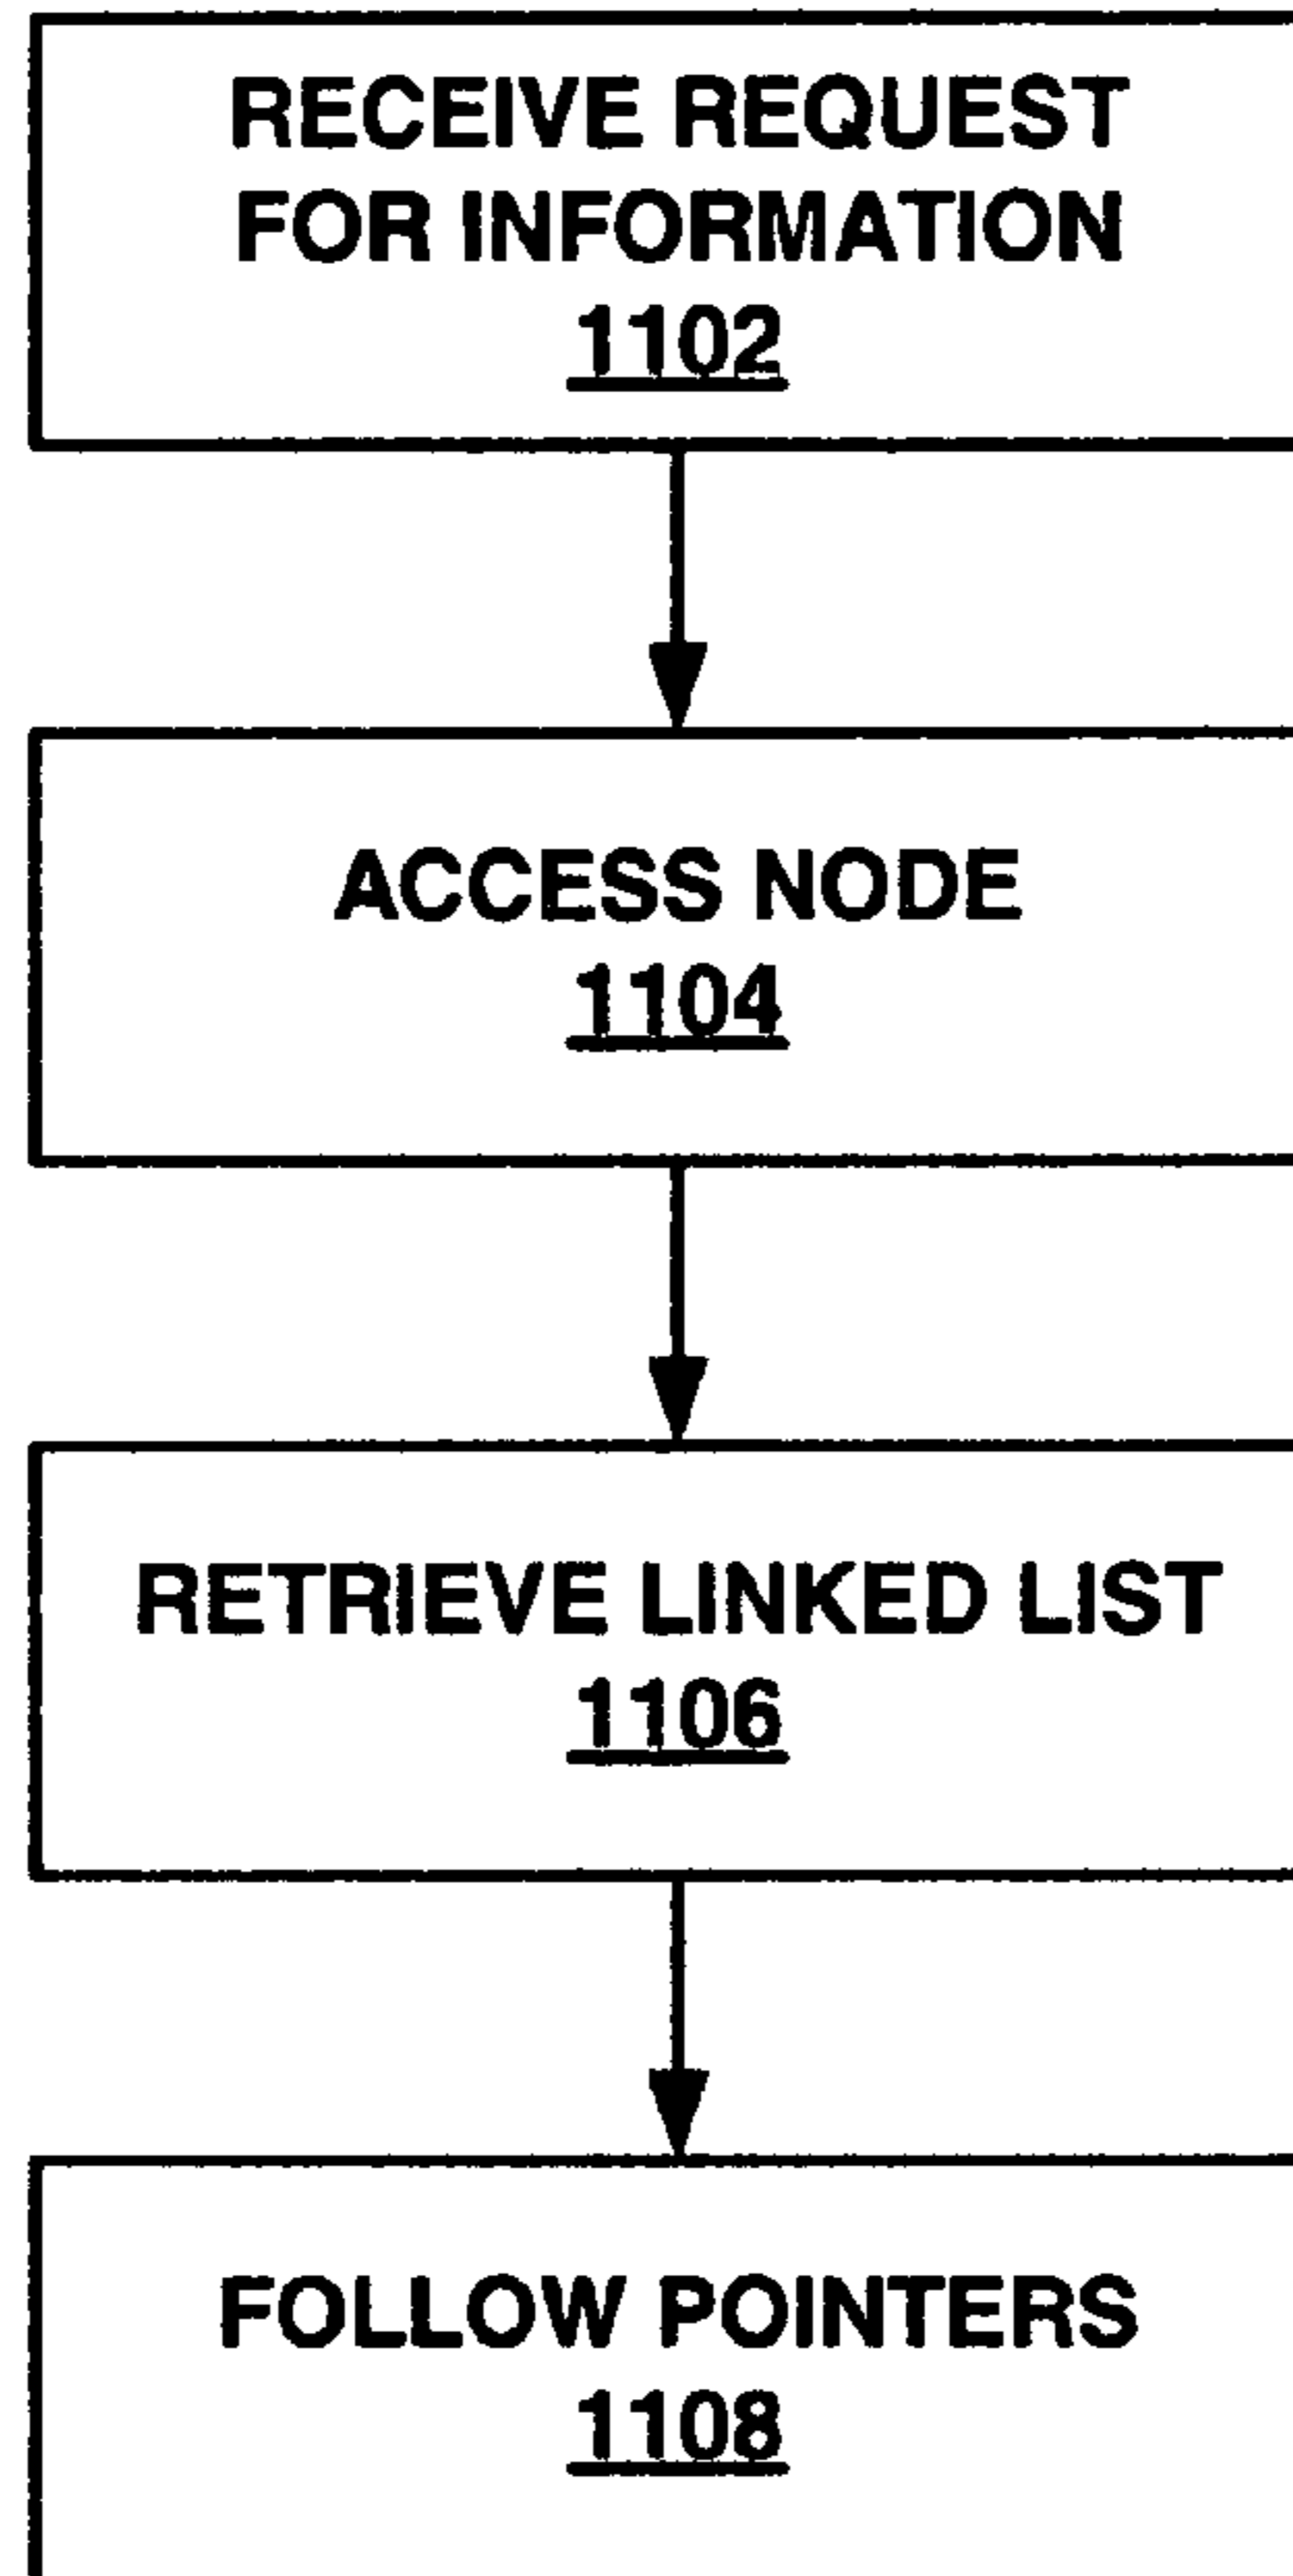 RECEIVE REQUEST
FOR INFORMATION
1102
ACCESS NODE
1104
RETRIEVE LINKED LIST
1106
FOLLOW POINTERS
1108